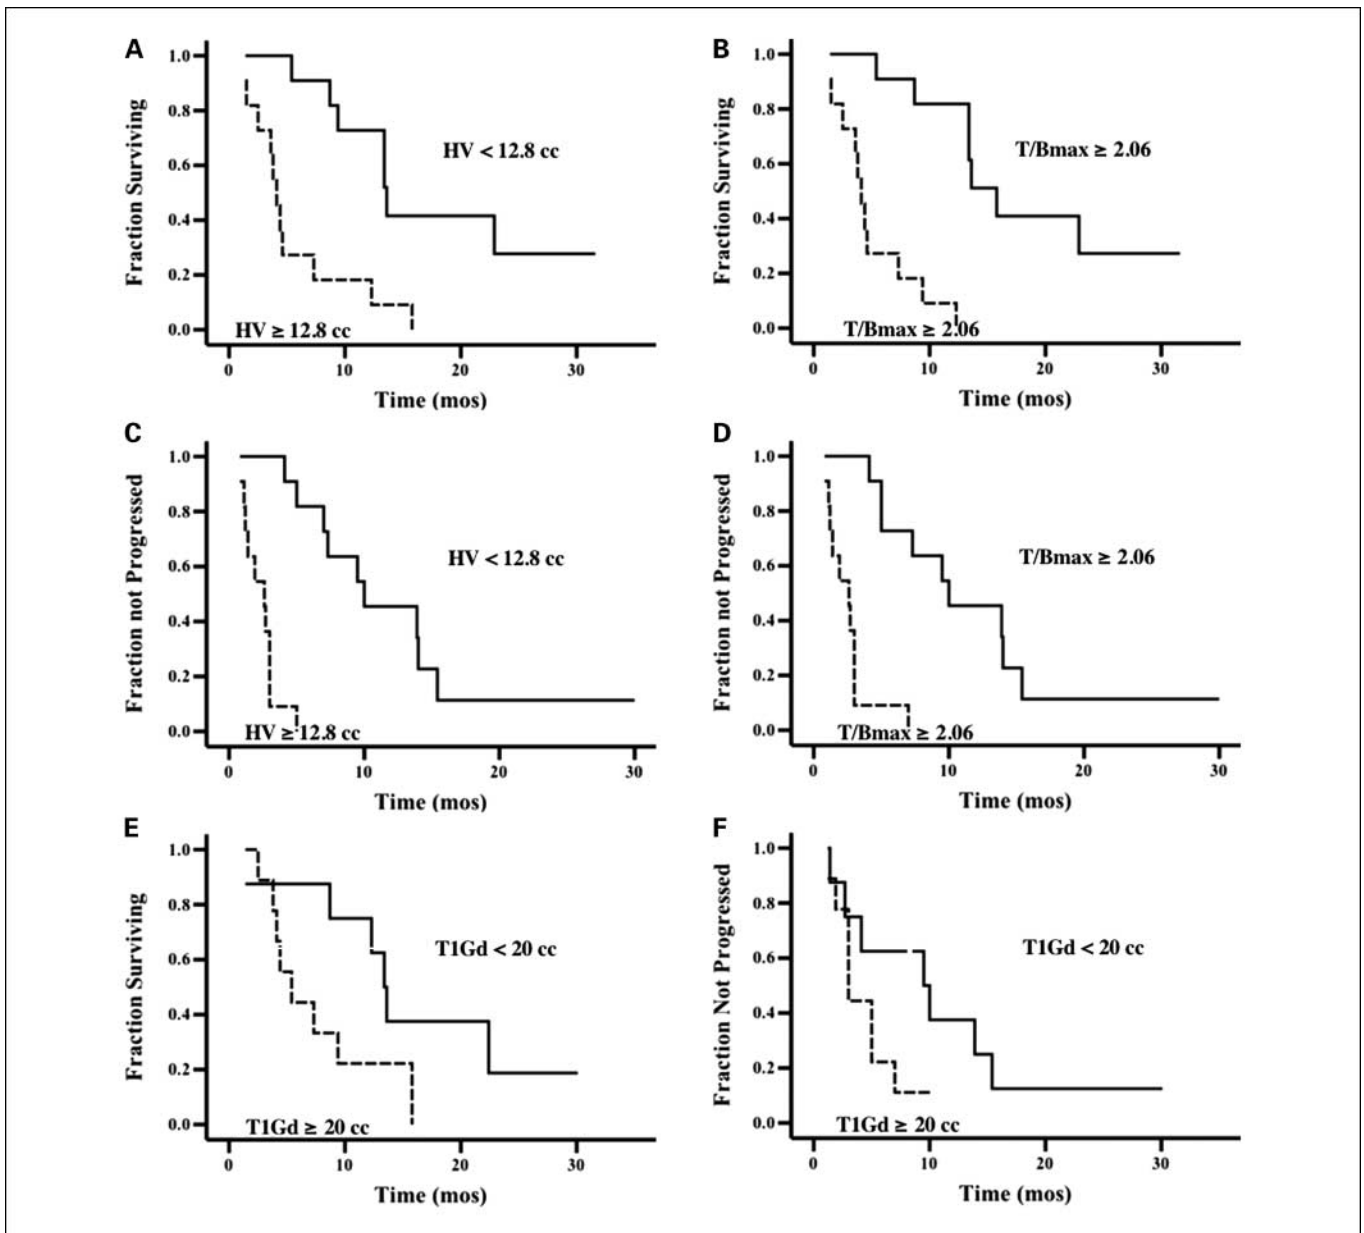 A
1.0
0.8
0.6
0.4
0.2
0.0
Fraction Surviving
HV < 12.8 cc
HV ≥ 12.8 cc
0 10 20 30
Time (mos)
B
1.0
0.8
0.6
0.4
0.2
0.0
Fraction Surviving
T/Bmax ≥ 2.06
T/Bmax ≥ 2.06
0 10 20 30
Time (mos)
C
1.0
0.8
0.6
0.4
0.2
0.0
Fraction not Progressed
HV < 12.8 cc
HV ≥ 12.8 cc
0 10 20 30
Time (mos)
D
1.0
0.8
0.6
0.4
0.2
0.0
Fraction not Progressed
T/Bmax ≥ 2.06
T/Bmax ≥ 2.06
0 10 20 30
Time (mos)
E
1.0
0.8
0.6
0.4
0.2
0.0
Fraction Surviving
T1Gd < 20 cc
T1Gd ≥ 20 cc
0 10 20 30
Time (mos)
F
1.0
0.8
0.6
0.4
0.2
0.0
Fraction Not Progressed
T1Gd < 20 cc
T1Gd ≥ 20 cc
0 10 20 30
Time (mos)